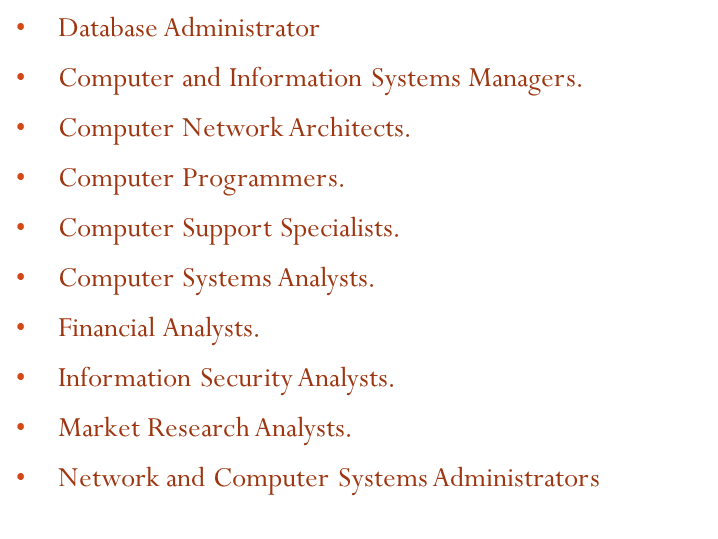 • Database Administrator
• Computer and Information Systems Managers.
• Computer Network Architects.
• Computer Programmers.
• Computer Support Specialists.
• Computer Systems Analysts.
• Financial Analysts.
• Information Security Analysts.
• Market Research Analysts.
• Network and Computer Systems Administrators